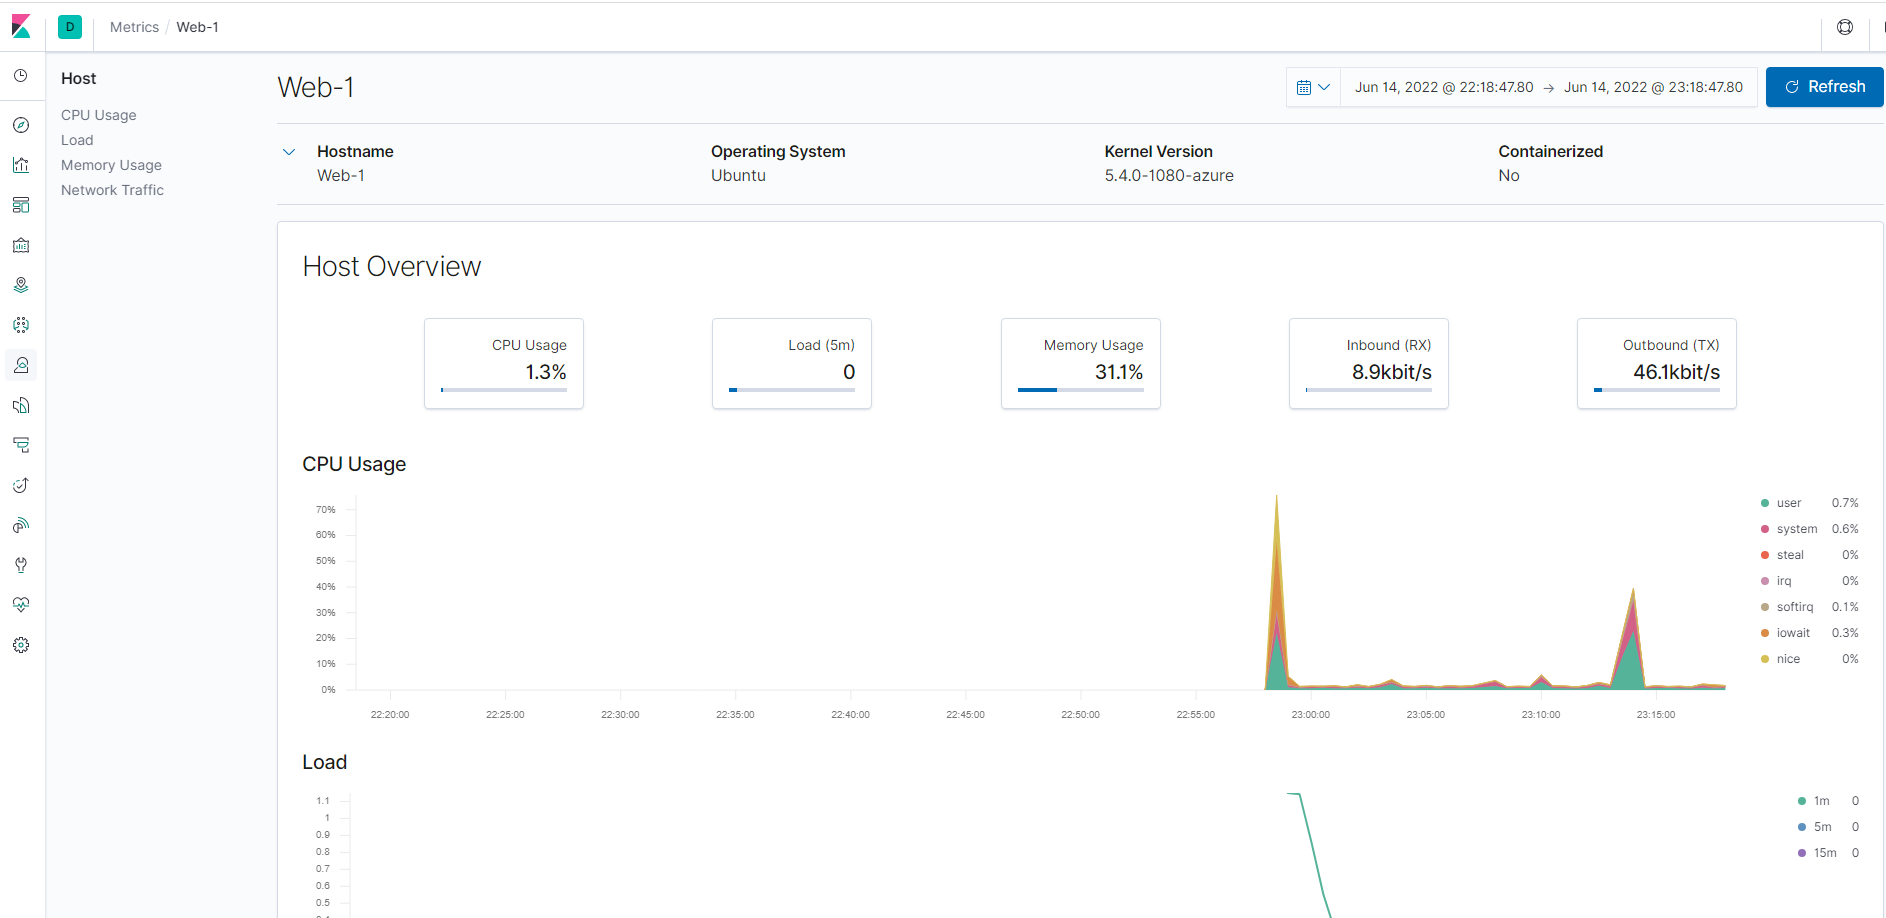 D Metrics / Web-1
Host
CPU Usage
Load
Memory Usage
Network Traffic
Web-1
Jun 14, 2022 @ 22:18:47.80 → Jun 14, 2022 @ 23:18:47.80 Refresh
Hostname Operating System Kernel Version Containerized
Web-1 Ubuntu 5.4.0-1080-azure No
Host Overview
CPU Usage Load (5m) Memory Usage Inbound (RX) Outbound (TX)
1.3% 0 31.1% 8.9kbit/s 46.1kbit/s
CPU Usage
70%
60%
50%
40%
30%
20%
10%
0%
22:20:00 22:25:00 22:30:00 22:35:00 22:40:00 22:45:00 22:50:00 22:55:00 23:00:00 23:05:00 23:10:00 23:15:00
user 0.7%
system 0.6%
steal 0%
irq 0%
softirq 0.1%
iowait 0.3%
nice 0%
Load
1.1
1
0.9
0.8
0.7
0.6
0.5
1m 0
5m 0
15m 0